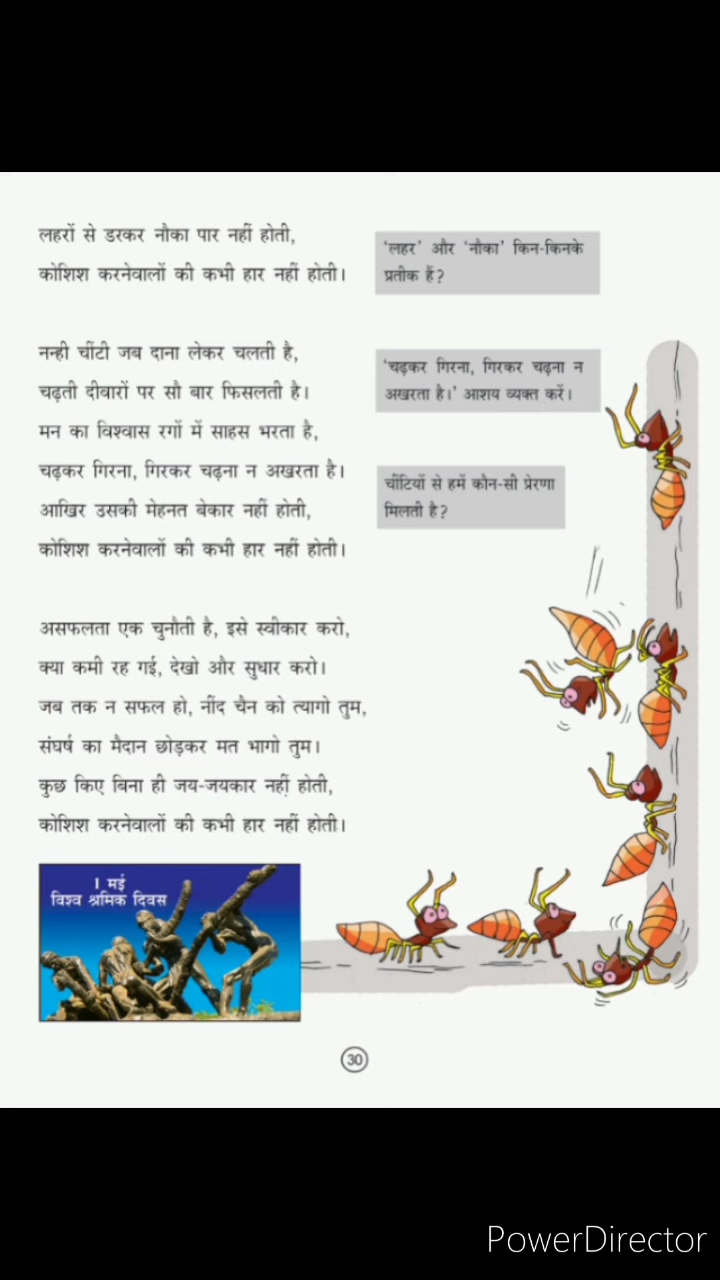 लहरों से डरकर नौका पार नहीं होती,
कोशिश करनेवालों की कभी हार नहीं होती।
'लहर' और 'नौका' किन-किनके
प्रतीक हैं?
नन्ही चींटी जब दाना लेकर चलती है,
चढ़ती दीवारों पर सौ बार फिसलती है।
मन का विश्वास रगों में साहस भरता है,
चढ़कर गिरना, गिरकर चढ़ना न अखरता है।
आखिर उसकी मेहनत बेकार नहीं होती,
कोशिश करनेवालों की कभी हार नहीं होती।
'चढ़कर गिरना, गिरकर चढ़ना न
अखरता है।' आशय व्यक्त करें।
चींटियों से हमें कौन-सी प्रेरणा
मिलती है?
असफलता एक चुनौती है, इसे स्वीकार करो,
क्या कमी रह गई, देखो और सुधार करो।
जब तक न सफल हो, नींद चैन को त्यागो तुम,
संघर्ष का मैदान छोड़कर मत भागो तुम।
कुछ किए बिना ही जय-जयकार नहीं होती,
कोशिश करनेवालों की कभी हार नहीं होती।
1 मई
विश्व श्रमिक दिवस
30
PowerDirector